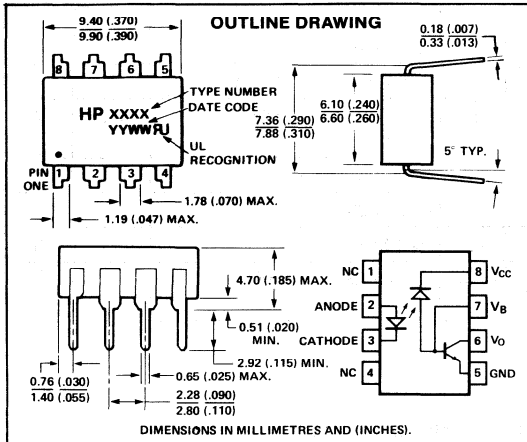 OUTLINE DRAWING
9.40 (.370)
9.90 (.390)
8 7 6 5
HP XXXX
YYWW RU
TYPE NUMBER
DATE CODE
UL
RECOGNITION
PIN
ONE
1 2 3 4
1.78 (.070) MAX.
1.19 (.047) MAX.
0.18 (.007)
0.33 (.013)
7.36 (.290)
7.88 (.310)
6.10 (.240)
6.60 (.260)
5° TYP.
4.70 (.185) MAX.
0.51 (.020)
MIN.
2.92 (.115) MIN.
0.76 (.030)
1.40 (.055)
0.65 (.025) MAX.
2.28 (.090)
2.80 (.110)
NC 1
ANODE 2
CATHODE 3
NC 4
8 VCC
7 VB
6 VO
5 GND
DIMENSIONS IN MILLIMETRES AND (INCHES).